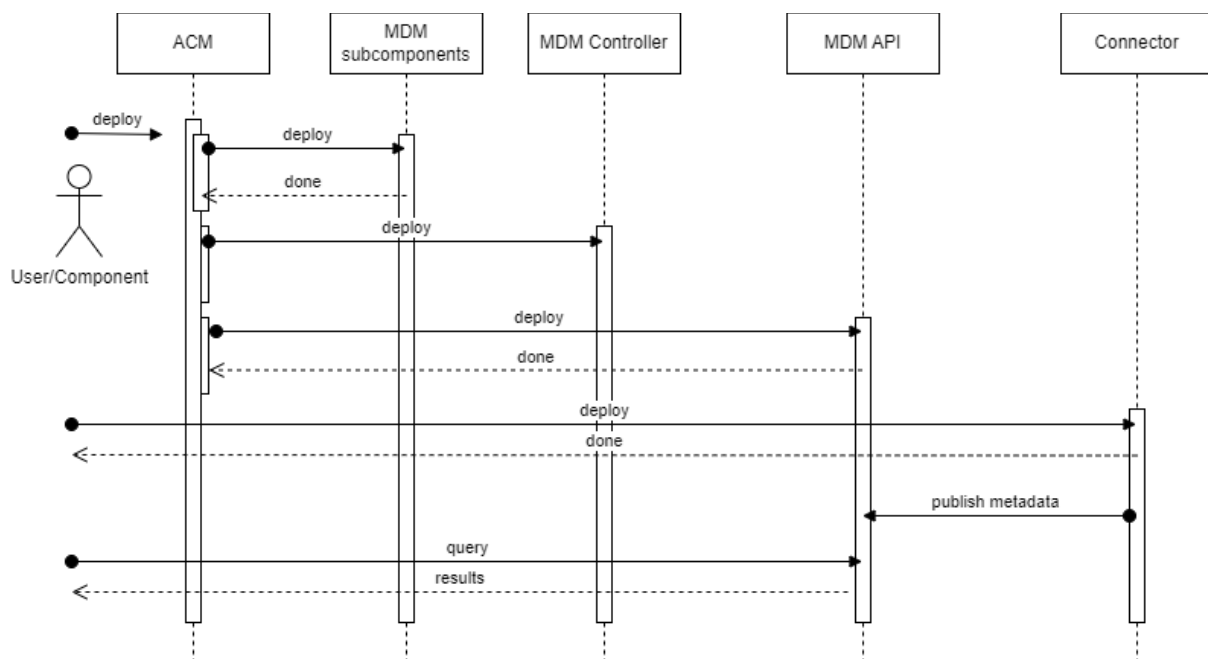 ACM
MDM
subcomponents
MDM Controller
MDM API
Connector
deploy
deploy
done
deploy
User/Component
deploy
done
deploy
done
publish metadata
query
results